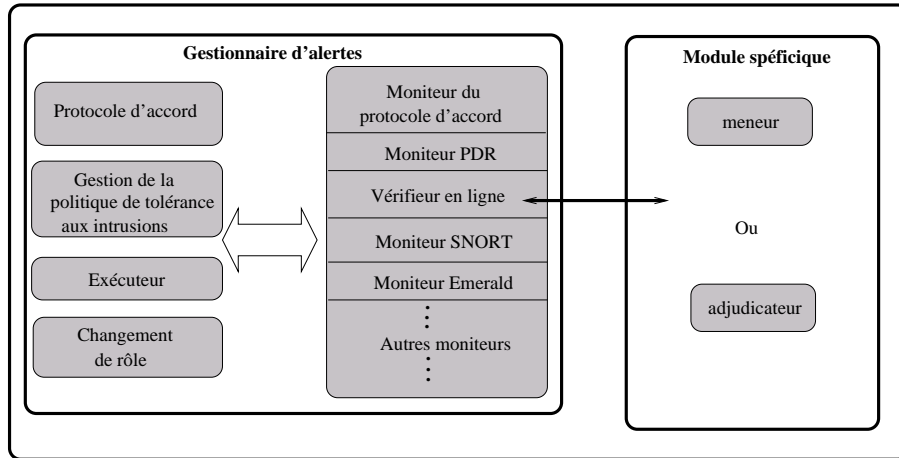 Gestionnaire d'alertes
Protocole d'accord
Gestion de la
politique de tolérance
aux intrusions
Exécuteur
Changement
de rôle
Moniteur du
protocole d'accord
Moniteur PDR
Vérifieur en ligne
Moniteur SNORT
Moniteur Emerald
Autres moniteurs
Module spéficique
meneur
Ou
adjudicateur